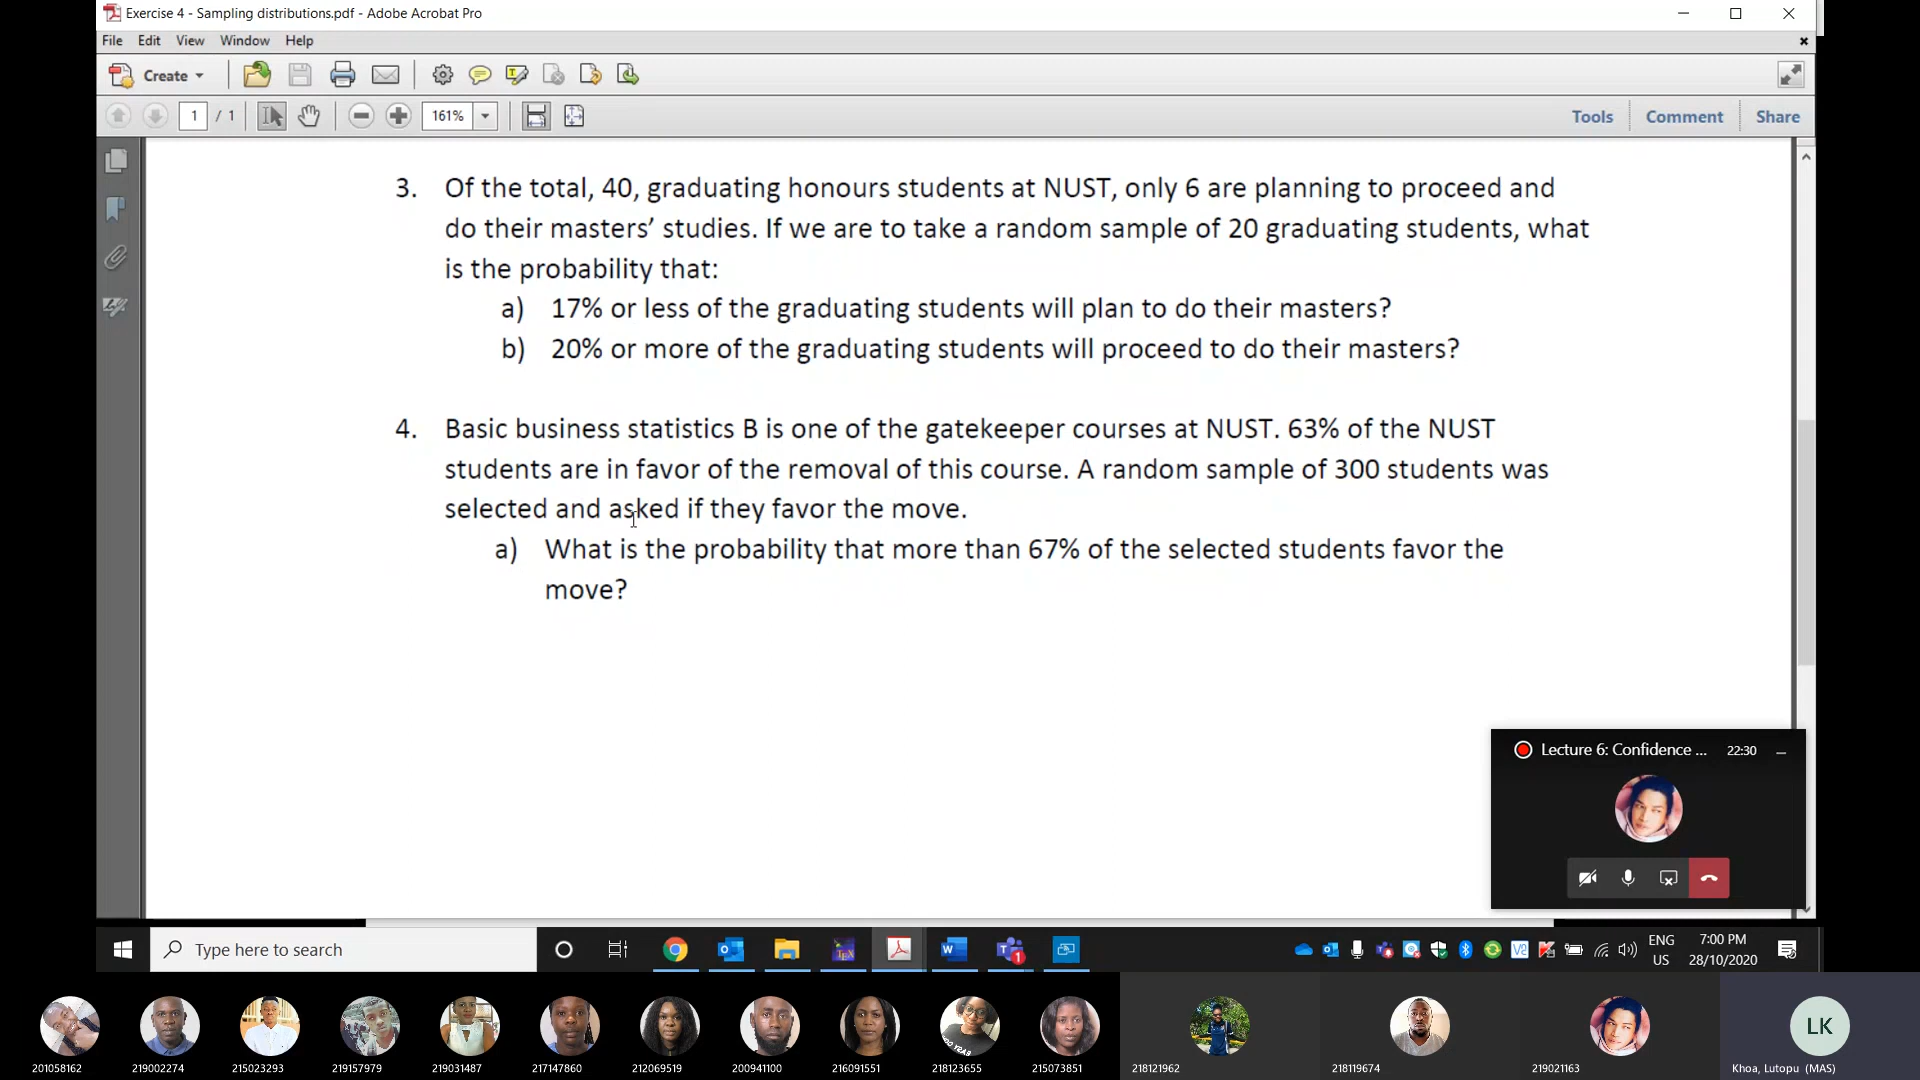 Exercise 4 - Sampling distributions.pdf - Adobe Acrobat Pro
File Edit View Window Help
Create
1 / 1 161% Tools Comment Share
3. Of the total, 40, graduating honours students at NUST, only 6 are planning to proceed and
do their masters’ studies. If we are to take a random sample of 20 graduating students, what
is the probability that:
a) 17% or less of the graduating students will plan to do their masters?
b) 20% or more of the graduating students will proceed to do their masters?
4. Basic business statistics B is one of the gatekeeper courses at NUST. 63% of the NUST
students are in favor of the removal of this course. A random sample of 300 students was
selected and asked if they favor the move.
a) What is the probability that more than 67% of the selected students favor the
move?
Lecture 6: Confidence ... 22:30
Type here to search
ENG
US
7:00 PM
28/10/2020
LK
201058162 219002274 215023293 219157979 219031487 217147860 212069519 200941100 216091551 218123655 215073851 218121962 218119674 219021163 Khoa, Lutopu (MAS)